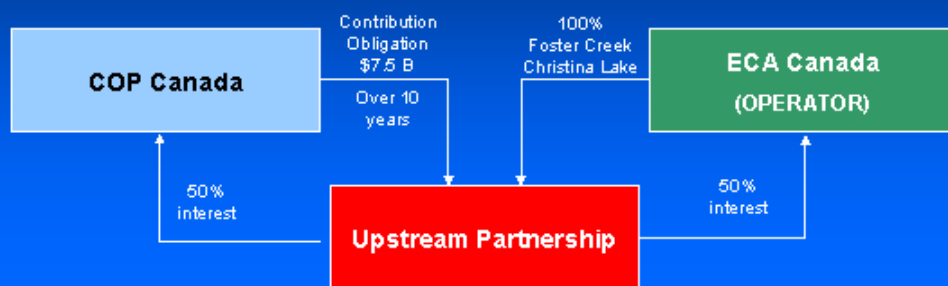 COP Canada
Contribution
Obligation
$7.5 B
Over 10
years
100%
Foster Creek
Christina Lake
ECA Canada
(OPERATOR)
50%
interest
Upstream Partnership
50%
interest